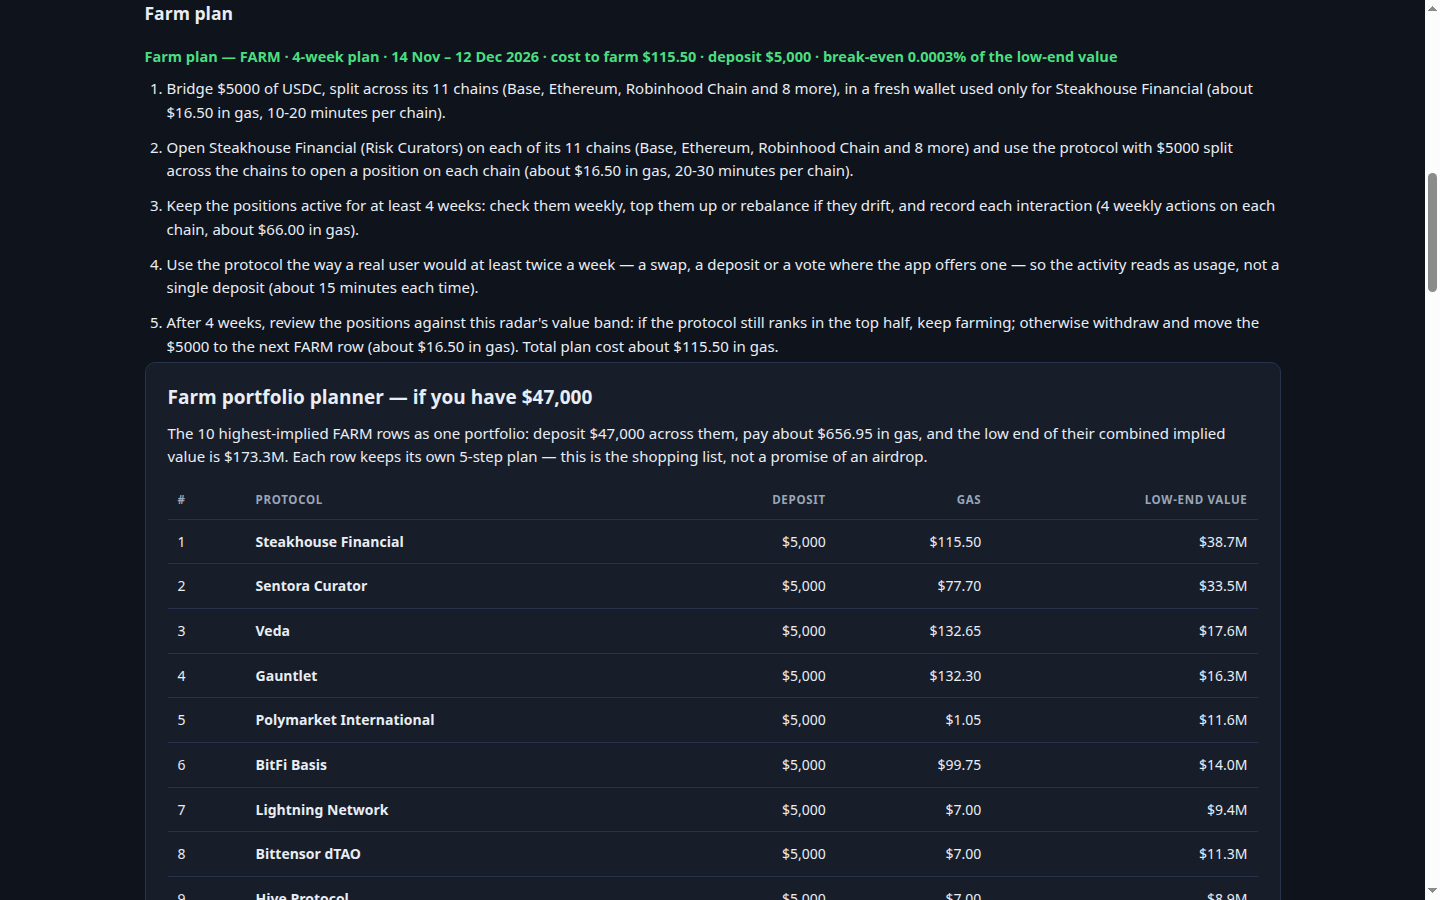 Farm plan
Farm plan — FARM · 4-week plan · 14 Nov – 12 Dec 2026 · cost to farm $115.50 · deposit $5,000 · break-even 0.0003% of the low-end value
1. Bridge $5000 of USDC, split across its 11 chains (Base, Ethereum, Robinhood Chain and 8 more), in a fresh wallet used only for Steakhouse Financial (about
$16.50 in gas, 10-20 minutes per chain).
2. Open Steakhouse Financial (Risk Curators) on each of its 11 chains (Base, Ethereum, Robinhood Chain and 8 more) and use the protocol with $5000 split
across the chains to open a position on each chain (about $16.50 in gas, 20-30 minutes per chain).
3. Keep the positions active for at least 4 weeks: check them weekly, top them up or rebalance if they drift, and record each interaction (4 weekly actions on each
chain, about $66.00 in gas).
4. Use the protocol the way a real user would at least twice a week — a swap, a deposit or a vote where the app offers one — so the activity reads as usage, not a
single deposit (about 15 minutes each time).
5. After 4 weeks, review the positions against this radar's value band: if the protocol still ranks in the top half, keep farming; otherwise withdraw and move the
$5000 to the next FARM row (about $16.50 in gas). Total plan cost about $115.50 in gas.
Farm portfolio planner — if you have $47,000
The 10 highest-implied FARM rows as one portfolio: deposit $47,000 across them, pay about $656.95 in gas, and the low end of their combined implied
value is $173.3M. Each row keeps its own 5-step plan — this is the shopping list, not a promise of an airdrop.
# PROTOCOL DEPOSIT GAS LOW-END VALUE
1 Steakhouse Financial $5,000 $115.50 $38.7M
2 Sentora Curator $5,000 $77.70 $33.5M
3 Veda $5,000 $132.65 $17.6M
4 Gauntlet $5,000 $132.30 $16.3M
5 Polymarket International $5,000 $1.05 $11.6M
6 BitFi Basis $5,000 $99.75 $14.0M
7 Lightning Network $5,000 $7.00 $9.4M
8 Bittensor dTAO $5,000 $7.00 $11.3M
9 Hive Protocol $5,000 $7.00 $8.9M